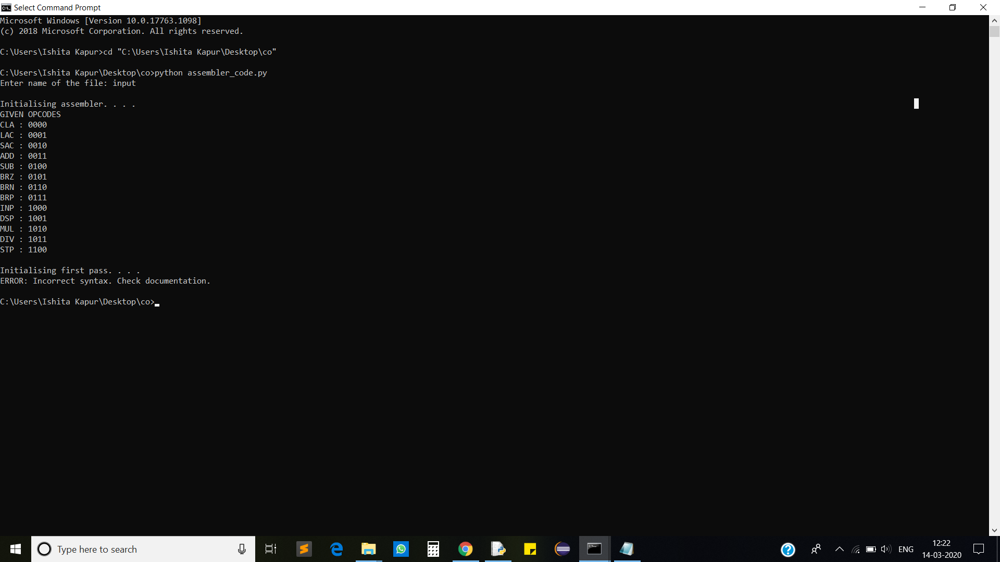 Select Command Prompt
Microsoft Windows [Version 10.0.17763.1098]
(c) 2018 Microsoft Corporation. All rights reserved.
C:\Users\Ishita Kapur>cd "C:\Users\Ishita Kapur\Desktop\co"
C:\Users\Ishita Kapur\Desktop\co>python assembler_code.py
Enter name of the file: input
Initialising assembler. . . .
GIVEN OPCODES
CLA : 0000
LAC : 0001
SAC : 0010
ADD : 0011
SUB : 0100
BRZ : 0101
BRN : 0110
BRP : 0111
INP : 1000
DSP : 1001
MUL : 1010
DIV : 1011
STP : 1100
Initialising first pass. . . .
ERROR: Incorrect syntax. Check documentation.
C:\Users\Ishita Kapur\Desktop\co>
Type here to search
ENG
12:22
14-03-2020